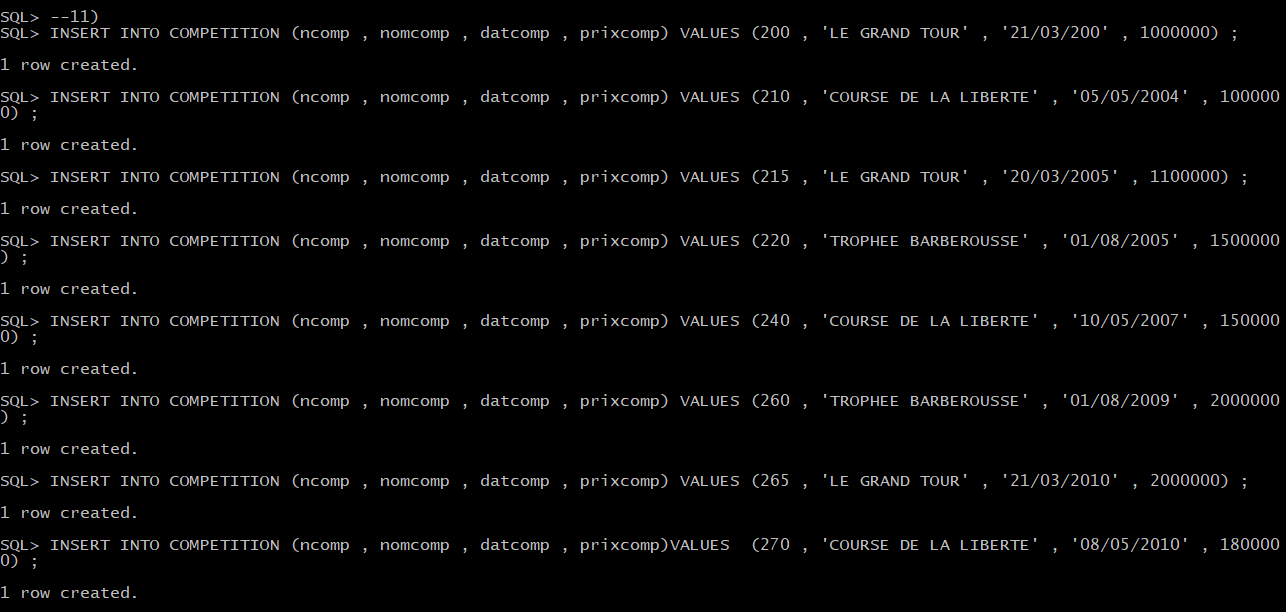 SQL> --11)
SQL> INSERT INTO COMPETITION (ncomp , nomcomp , datcomp , prixcomp) VALUES (200 , 'LE GRAND TOUR' , '21/03/200' , 1000000) ;
1 row created.
SQL> INSERT INTO COMPETITION (ncomp , nomcomp , datcomp , prixcomp) VALUES (210 , 'COURSE DE LA LIBERTE' , '05/05/2004' , 100000
0) ;
1 row created.
SQL> INSERT INTO COMPETITION (ncomp , nomcomp , datcomp , prixcomp) VALUES (215 , 'LE GRAND TOUR' , '20/03/2005' , 1100000) ;
1 row created.
SQL> INSERT INTO COMPETITION (ncomp , nomcomp , datcomp , prixcomp) VALUES (220 , 'TROPHEE BARBEROUSSE' , '01/08/2005' , 1500000
) ;
1 row created.
SQL> INSERT INTO COMPETITION (ncomp , nomcomp , datcomp , prixcomp) VALUES (240 , 'COURSE DE LA LIBERTE' , '10/05/2007' , 150000
0) ;
1 row created.
SQL> INSERT INTO COMPETITION (ncomp , nomcomp , datcomp , prixcomp) VALUES (260 , 'TROPHEE BARBEROUSSE' , '01/08/2009' , 2000000
) ;
1 row created.
SQL> INSERT INTO COMPETITION (ncomp , nomcomp , datcomp , prixcomp) VALUES (265 , 'LE GRAND TOUR' , '21/03/2010' , 2000000) ;
1 row created.
SQL> INSERT INTO COMPETITION (ncomp , nomcomp , datcomp , prixcomp)VALUES  (270 , 'COURSE DE LA LIBERTE' , '08/05/2010' , 180000
0) ;
1 row created.